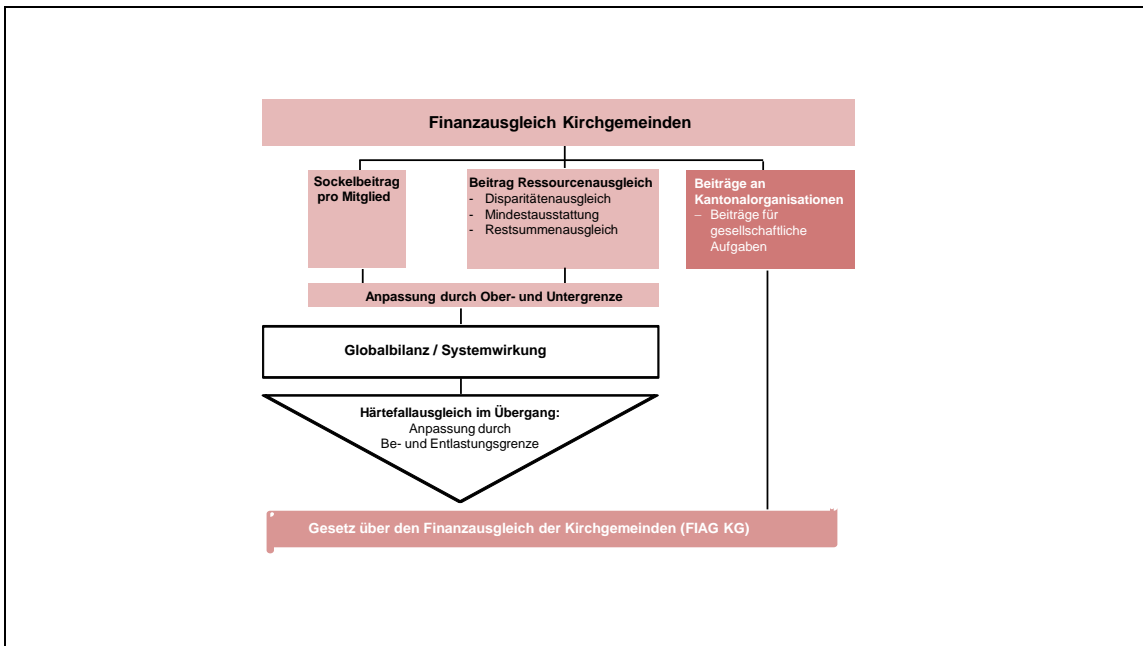 Finanzausgleich Kirchgemeinden
Sockelbeitrag
pro Mitglied
Beitrag Ressourcenausgleich
- Disparitätenausgleich
- Mindestausstattung
- Restsummenausgleich
Beiträge an
Kantonalorganisationen
– Beiträge für
gesellschaftliche
Aufgaben
Anpassung durch Ober- und Untergrenze
Globalbilanz / Systemwirkung
Härtefallausgleich im Übergang:
Anpassung durch
Be- und Entlastungsgrenze
Gesetz über den Finanzausgleich der Kirchgemeinden (FIAG KG)